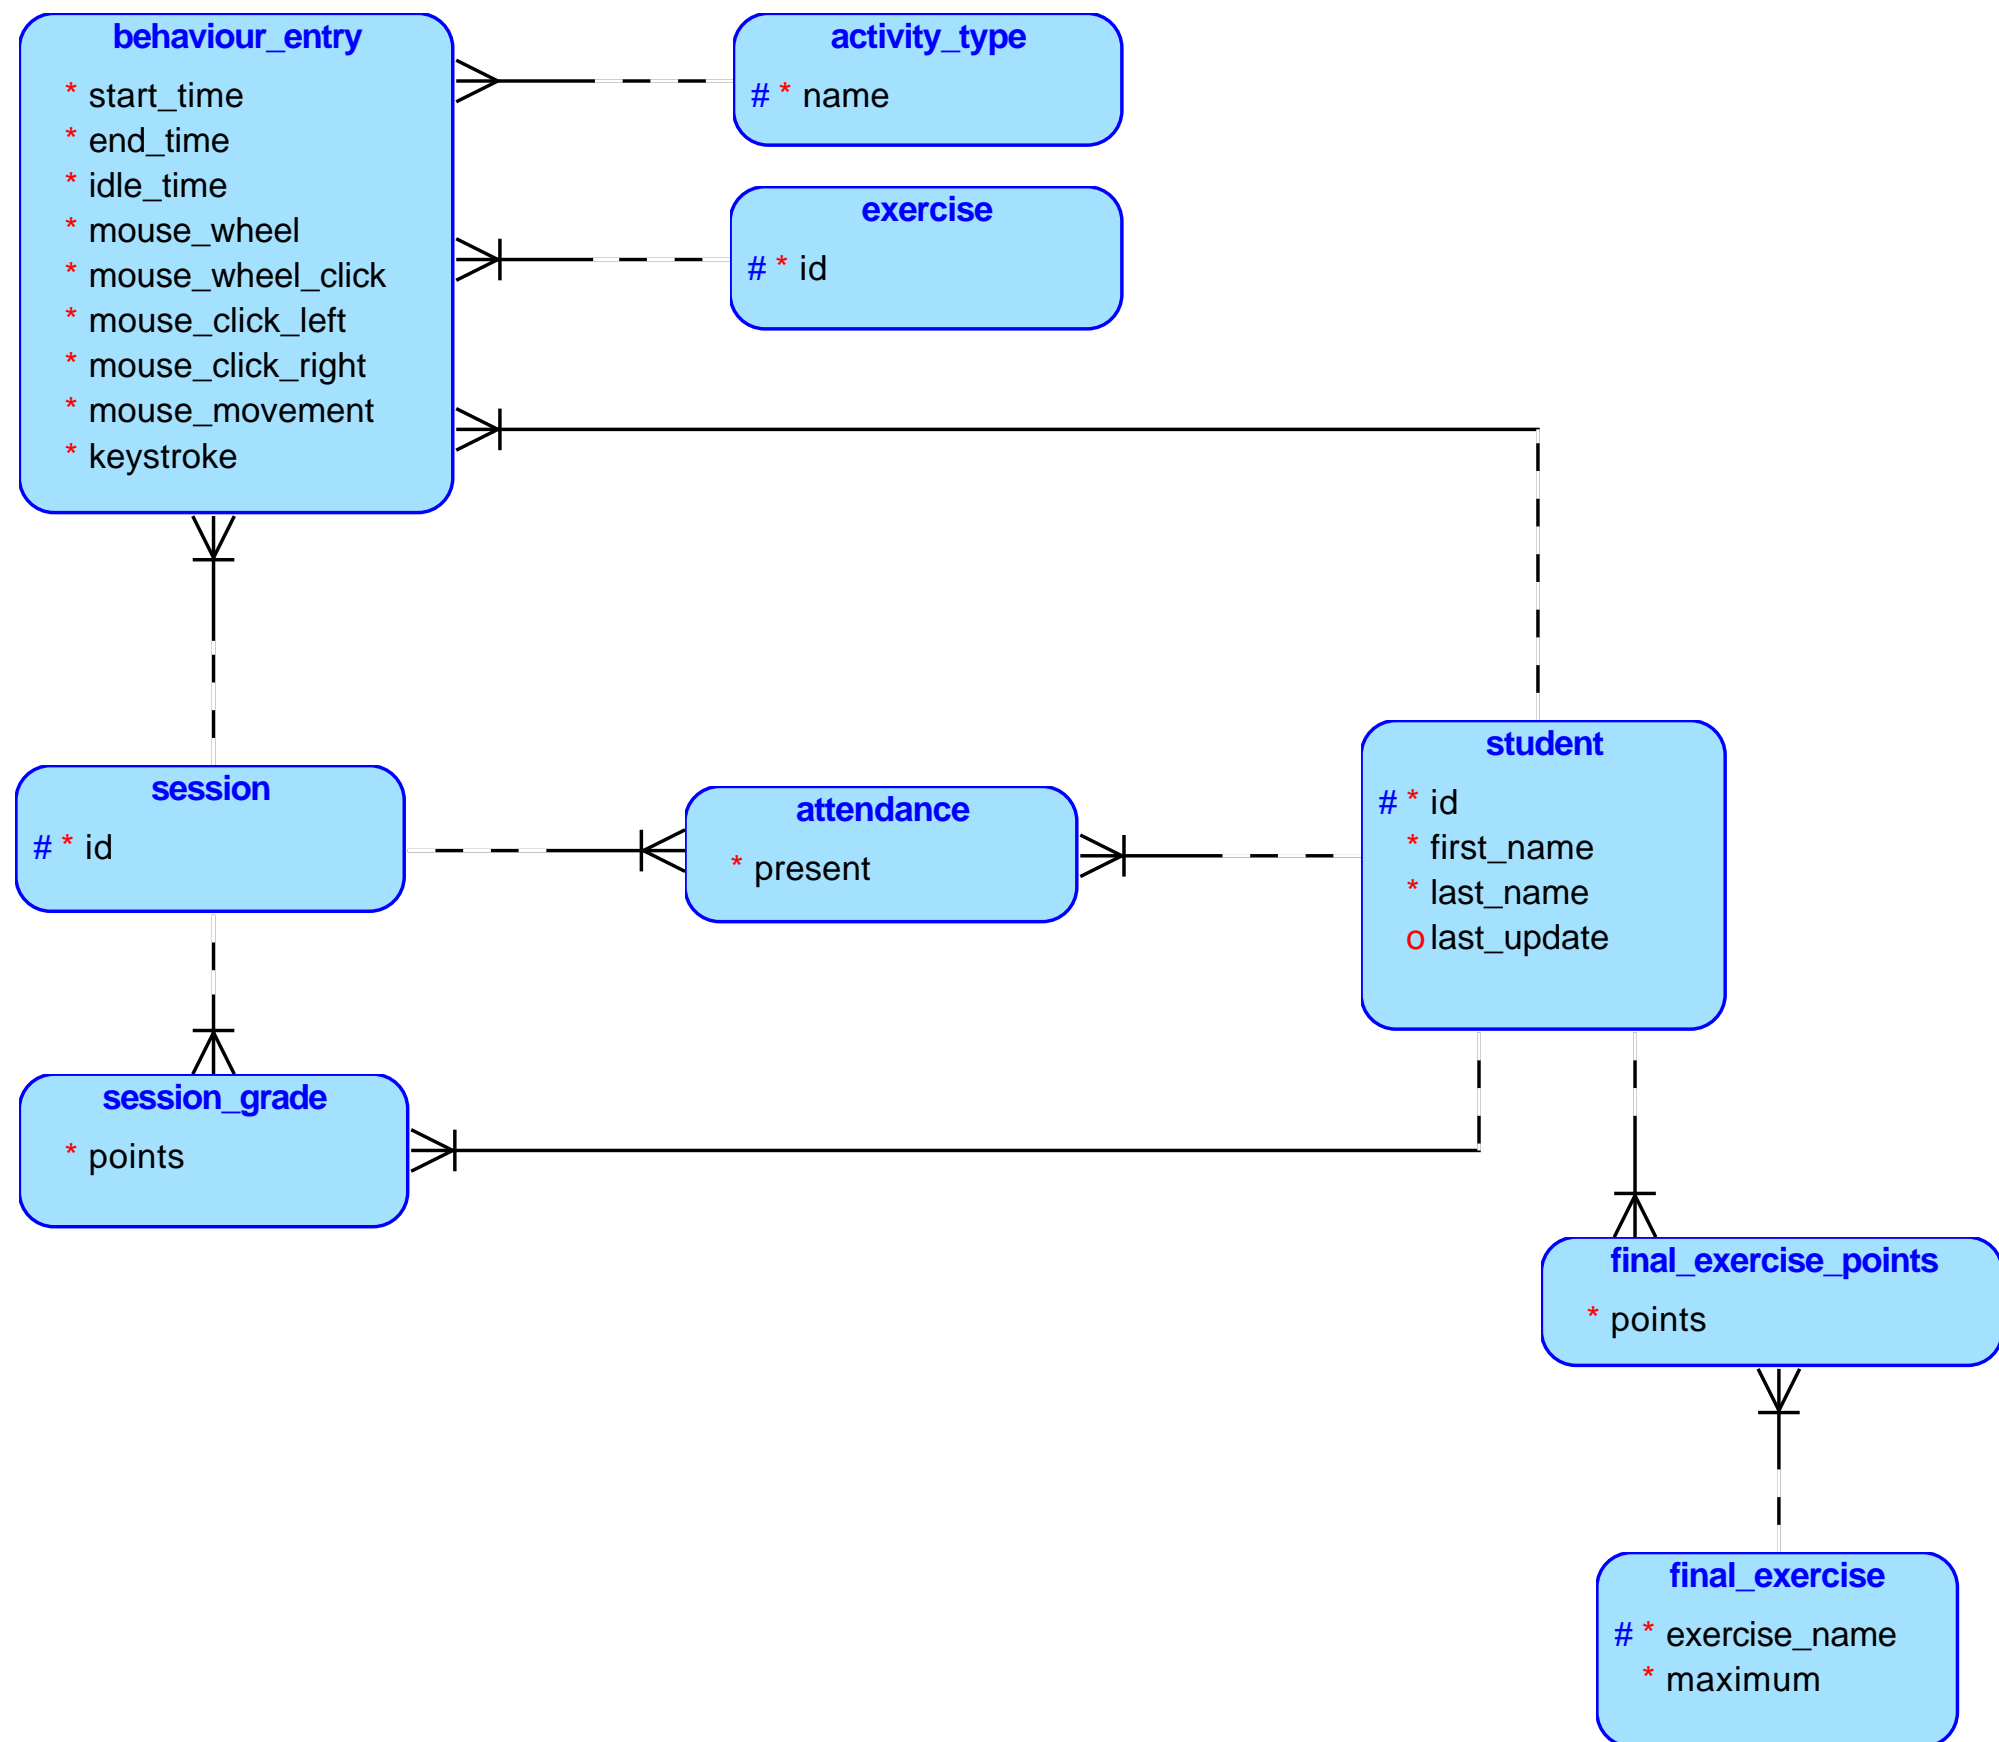 behaviour_entry
* start_time
* end_time
* idle_time
* mouse_wheel
* mouse_wheel_click
* mouse_click_left
* mouse_click_right
* mouse_movement
* keystroke
activity_type
# * name
exercise
# * id
session
# * id
attendance
* present
student
# * id
* first_name
* last_name
o last_update
session_grade
* points
final_exercise_points
* points
final_exercise
# * exercise_name
* maximum